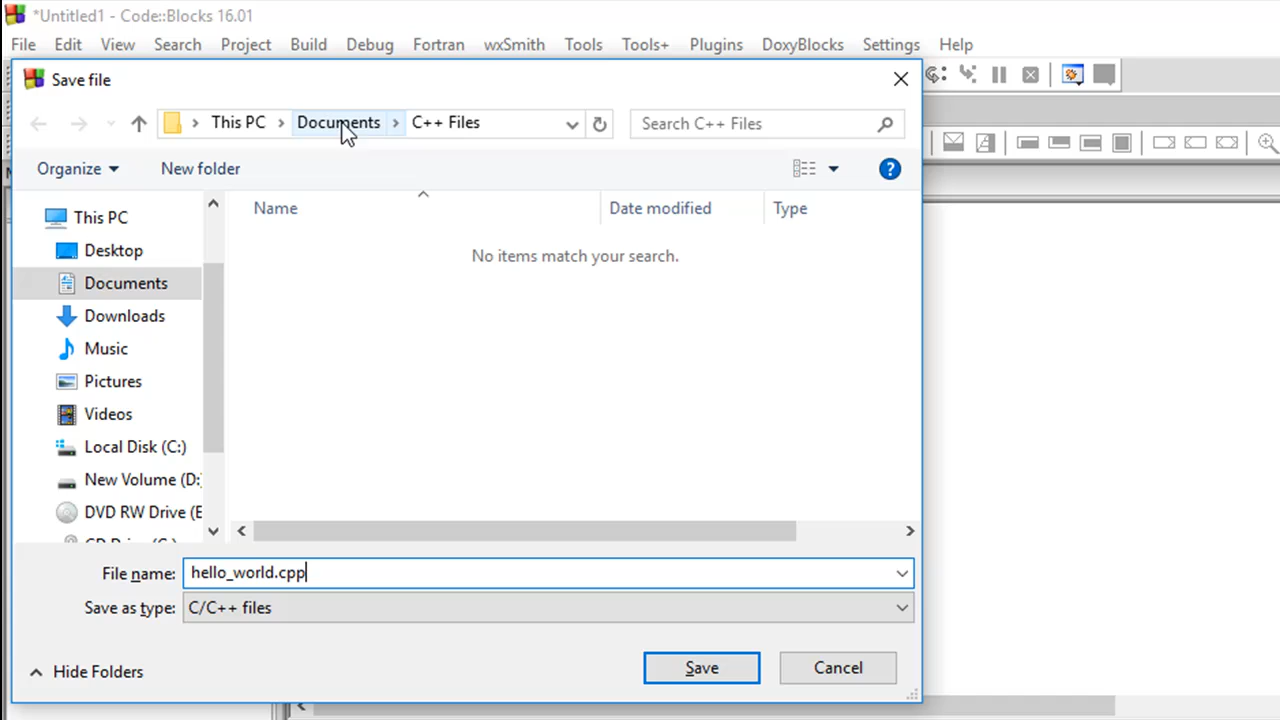 *Untitled1 - Code::Blocks 16.01
File Edit View Search Project Build Debug Fortran wxSmith Tools Tools+ Plugins DoxyBlocks Settings Help
Save file
This PC > Documents > C++ Files
Search C++ Files
Organize
New folder
?
Name
Date modified
Type
No items match your search.
This PC
Desktop
Documents
Downloads
Music
Pictures
Videos
Local Disk (C:)
New Volume (D:
DVD RW Drive (E
File name:
hello_world.cpp
Save as type:
C/C++ files
Hide Folders
Save
Cancel